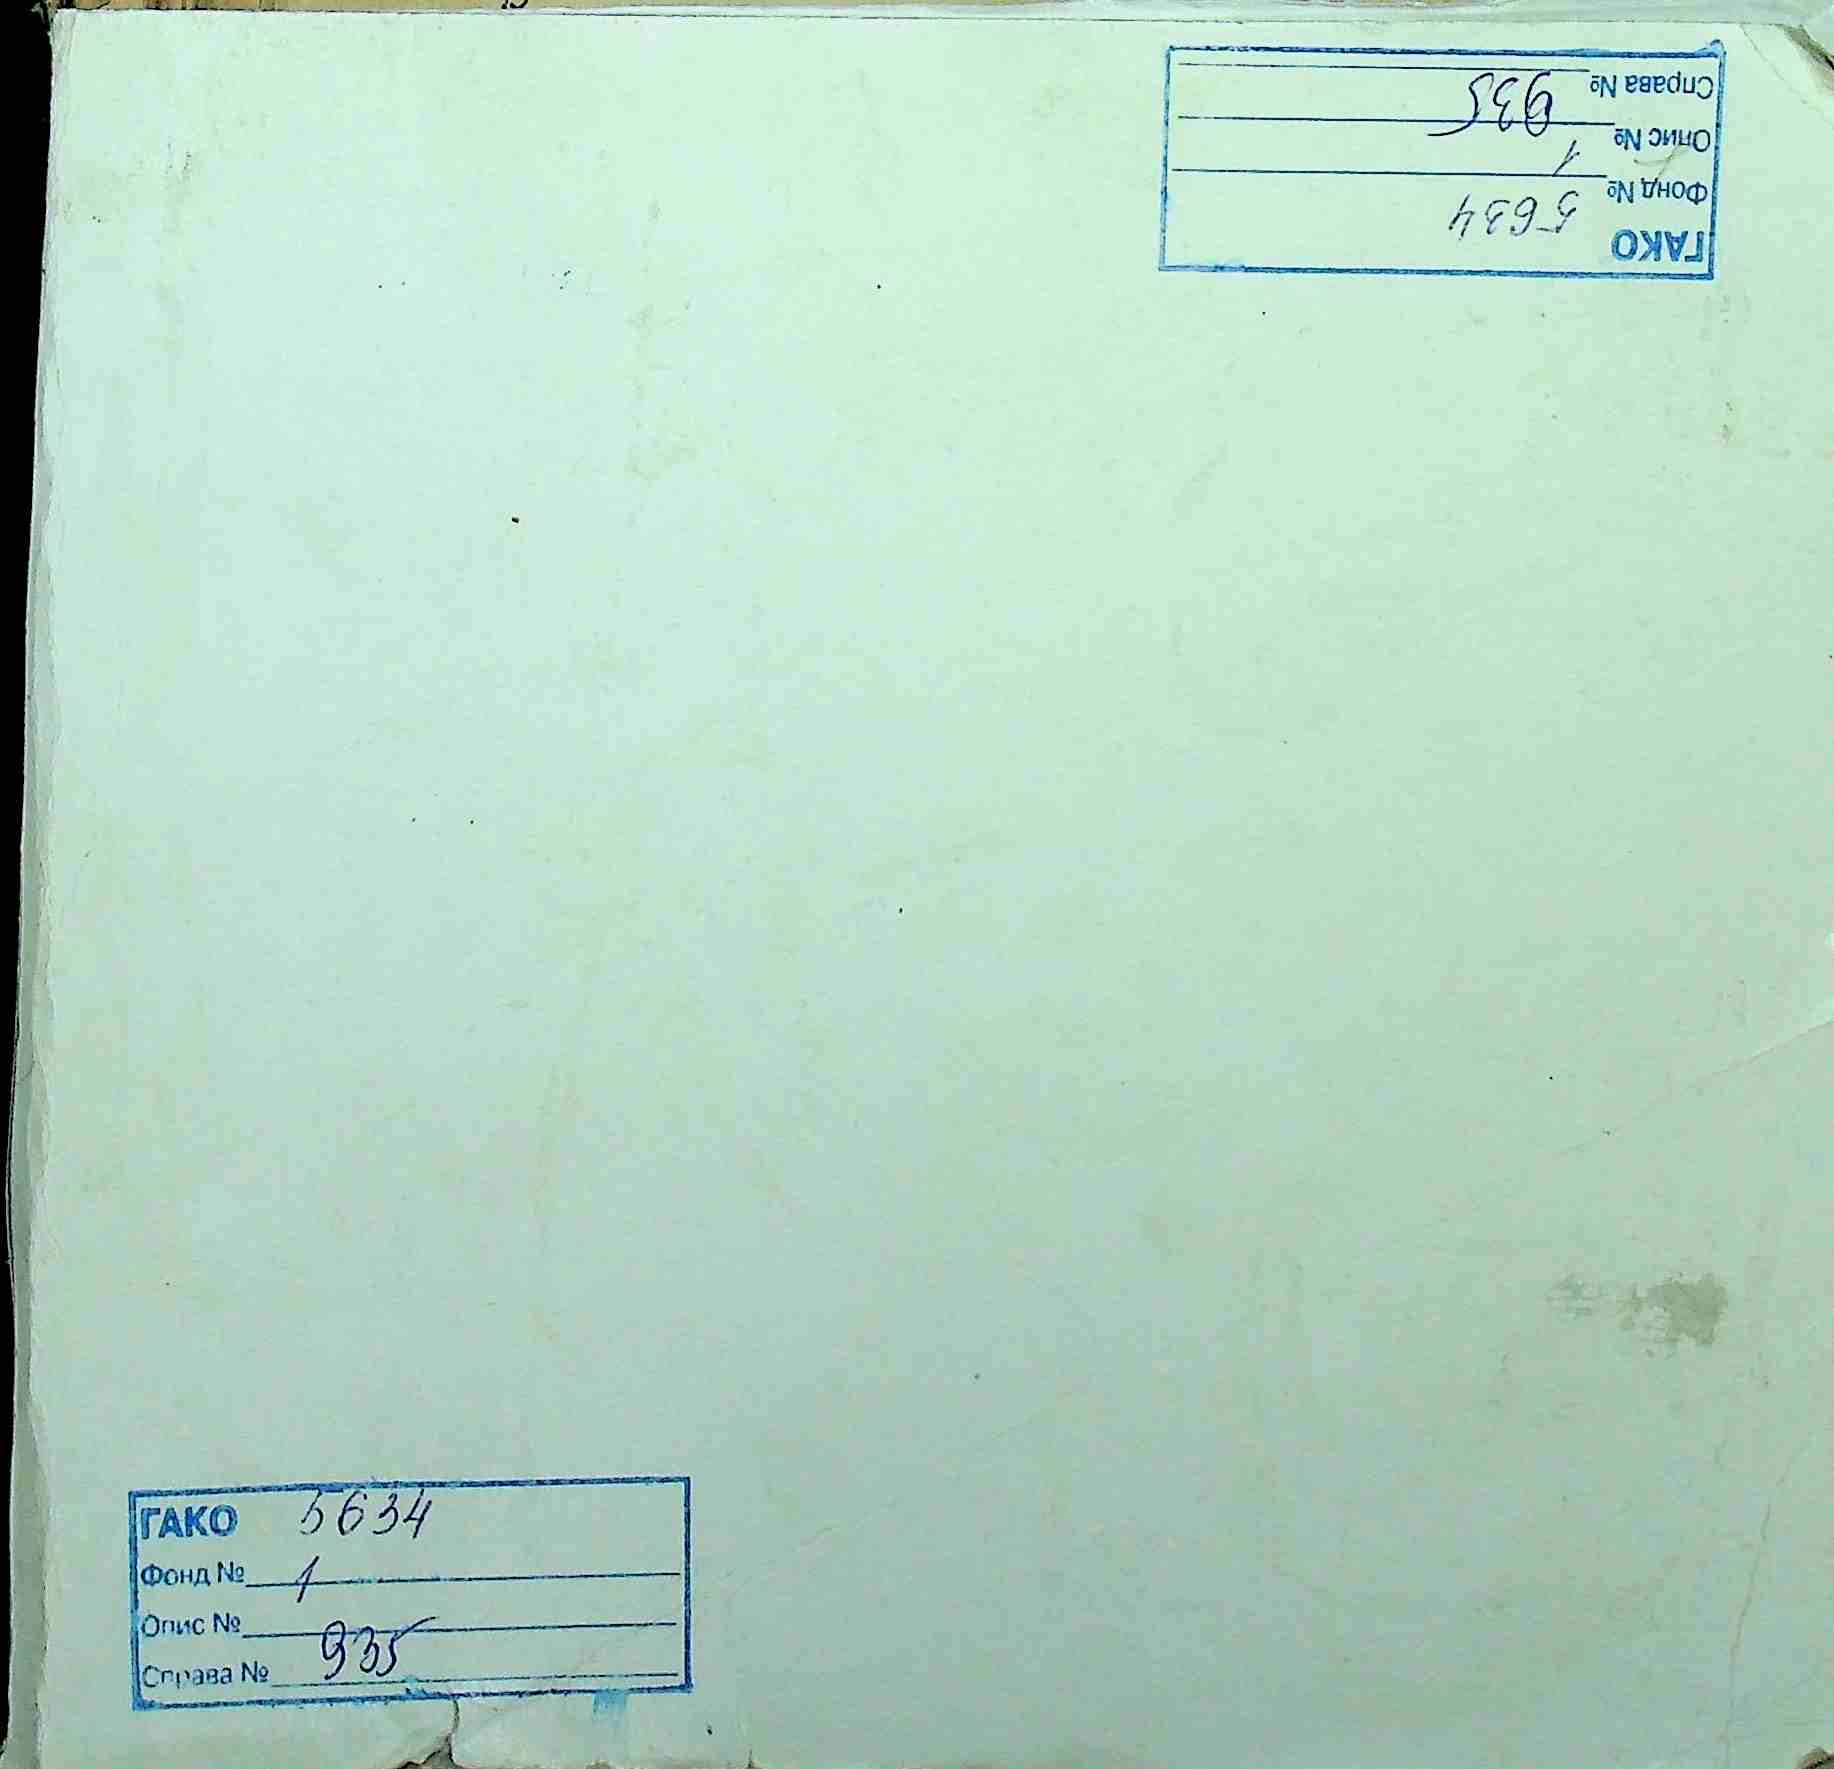 ГАКО 5634
Фонд № 1
Опис №
Справа № 935
ГАКО
Фонд № 5634
Опис № 1
Справа № 935